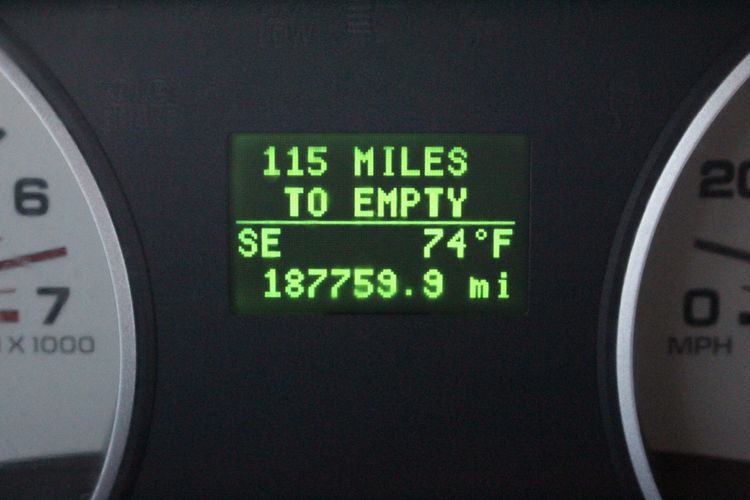 115 MILES
TO EMPTY
SE 74°F
187759.9 mi
6
7
X 1000
20
0
MPH